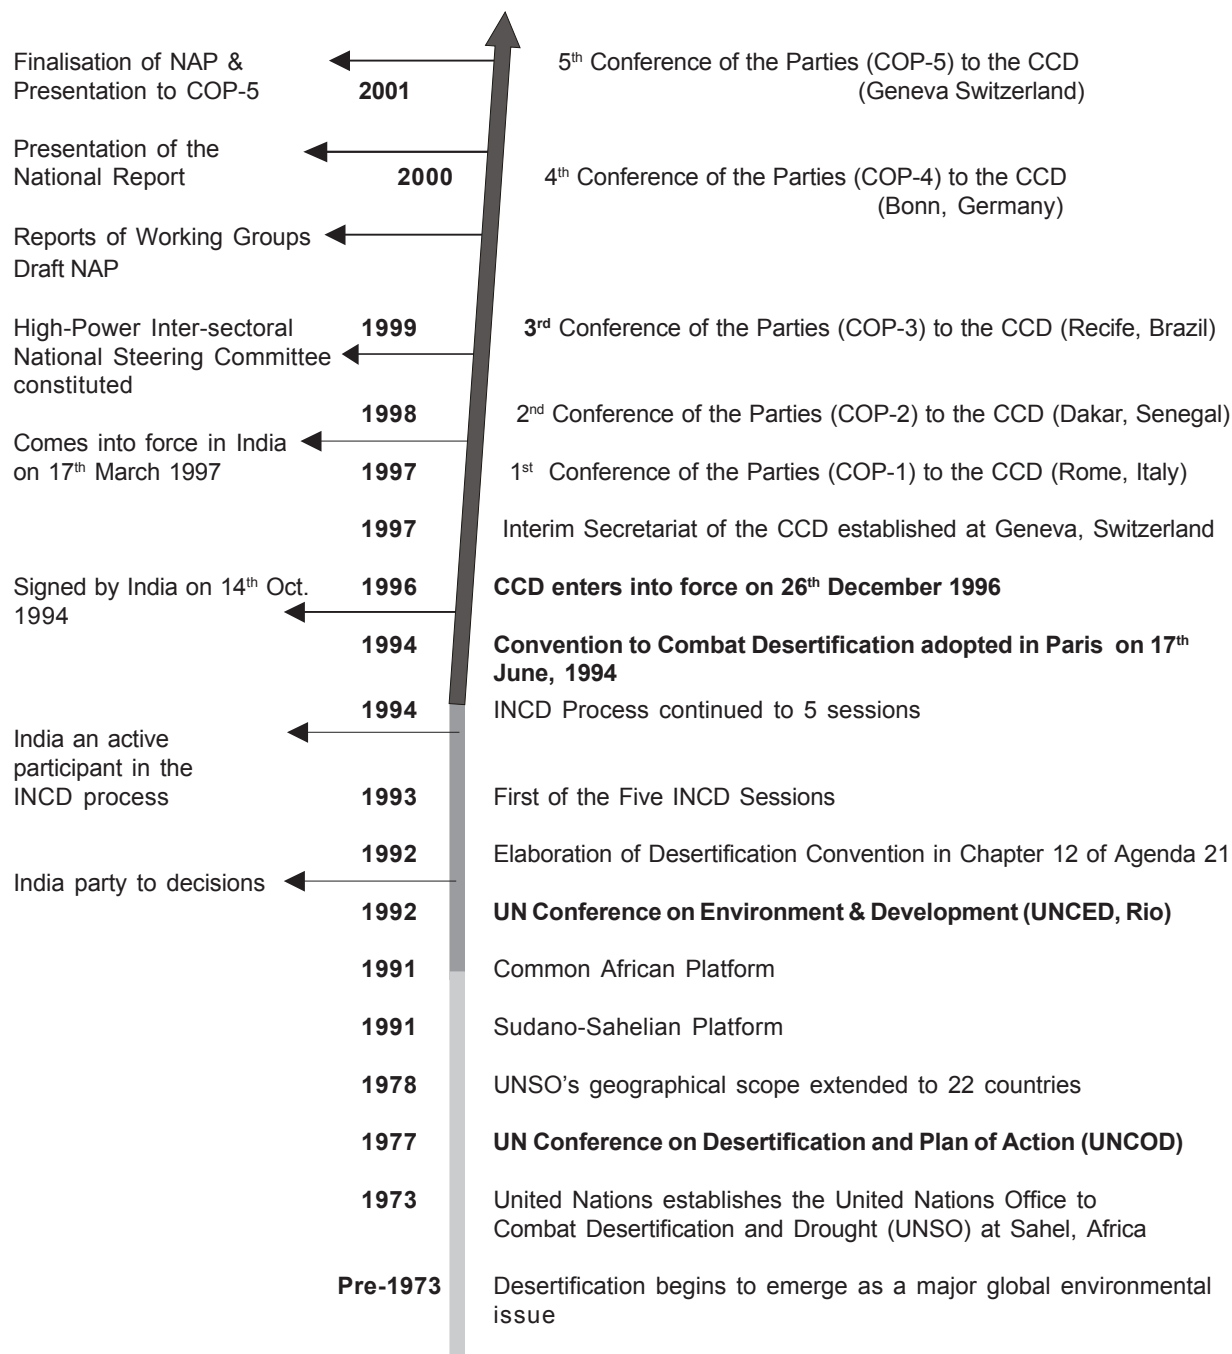 Finalisation of NAP &
Presentation to COP-5
2001
5th Conference of the Parties (COP-5) to the CCD
(Geneva Switzerland)
Presentation of the
National Report
2000
4th Conference of the Parties (COP-4) to the CCD
(Bonn, Germany)
Reports of Working Groups
Draft NAP
High-Power Inter-sectoral
National Steering Committee
constituted
1999
3rd Conference of the Parties (COP-3) to the CCD (Recife, Brazil)
1998
2nd Conference of the Parties (COP-2) to the CCD (Dakar, Senegal)
Comes into force in India
on 17th March 1997
1997
1st Conference of the Parties (COP-1) to the CCD (Rome, Italy)
1997
Interim Secretariat of the CCD established at Geneva, Switzerland
Signed by India on 14th Oct.
1994
1996
CCD enters into force on 26th December 1996
1994
Convention to Combat Desertification adopted in Paris on 17th
June, 1994
1994
INCD Process continued to 5 sessions
India an active
participant in the
INCD process
1993
First of the Five INCD Sessions
1992
Elaboration of Desertification Convention in Chapter 12 of Agenda 21
India party to decisions
1992
UN Conference on Environment & Development (UNCED, Rio)
1991
Common African Platform
1991
Sudano-Sahelian Platform
1978
UNSO's geographical scope extended to 22 countries
1977
UN Conference on Desertification and Plan of Action (UNCOD)
1973
United Nations establishes the United Nations Office to
Combat Desertification and Drought (UNSO) at Sahel, Africa
Pre-1973
Desertification begins to emerge as a major global environmental
issue